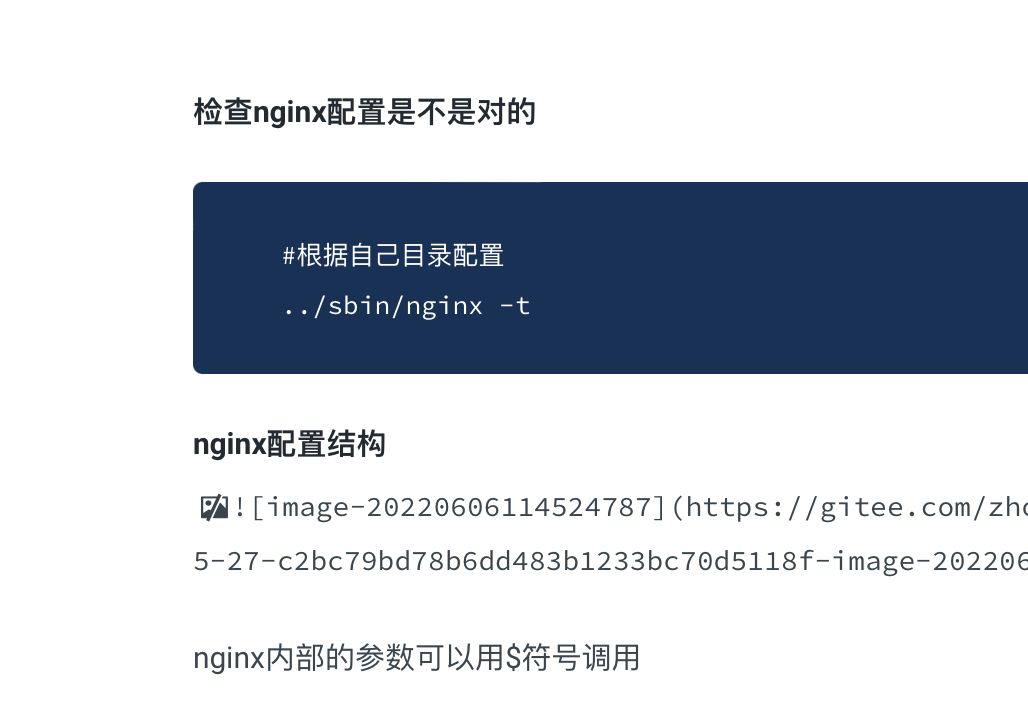 检查nginx配置是不是对的
#根据自己目录配置
../sbin/nginx -t
nginx配置结构
![image-20220606114524787](https://gitee.com/zho
5-27-c2bc79bd78b6dd483b1233bc70d5118f-image-202206
nginx内部的参数可以用$符号调用